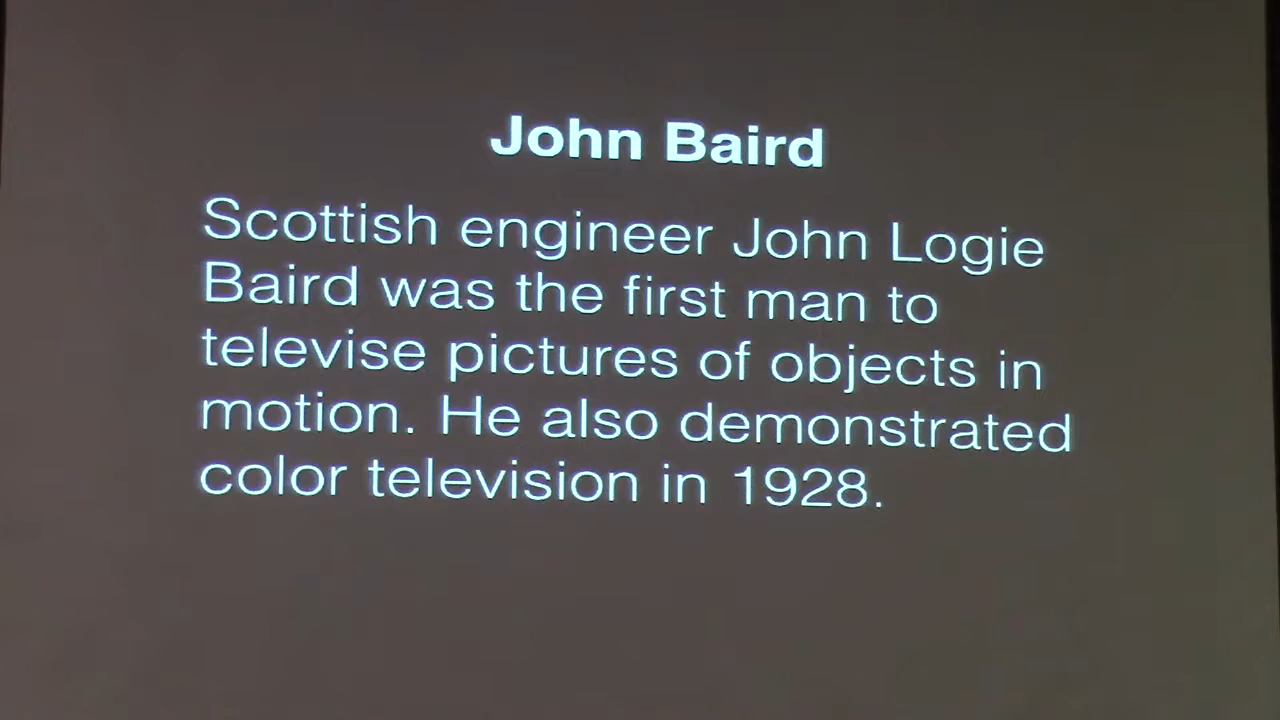 John Baird
Scottish engineer John Logie
Baird was the first man to
televise pictures of objects in
motion. He also demonstrated
color television in 1928.